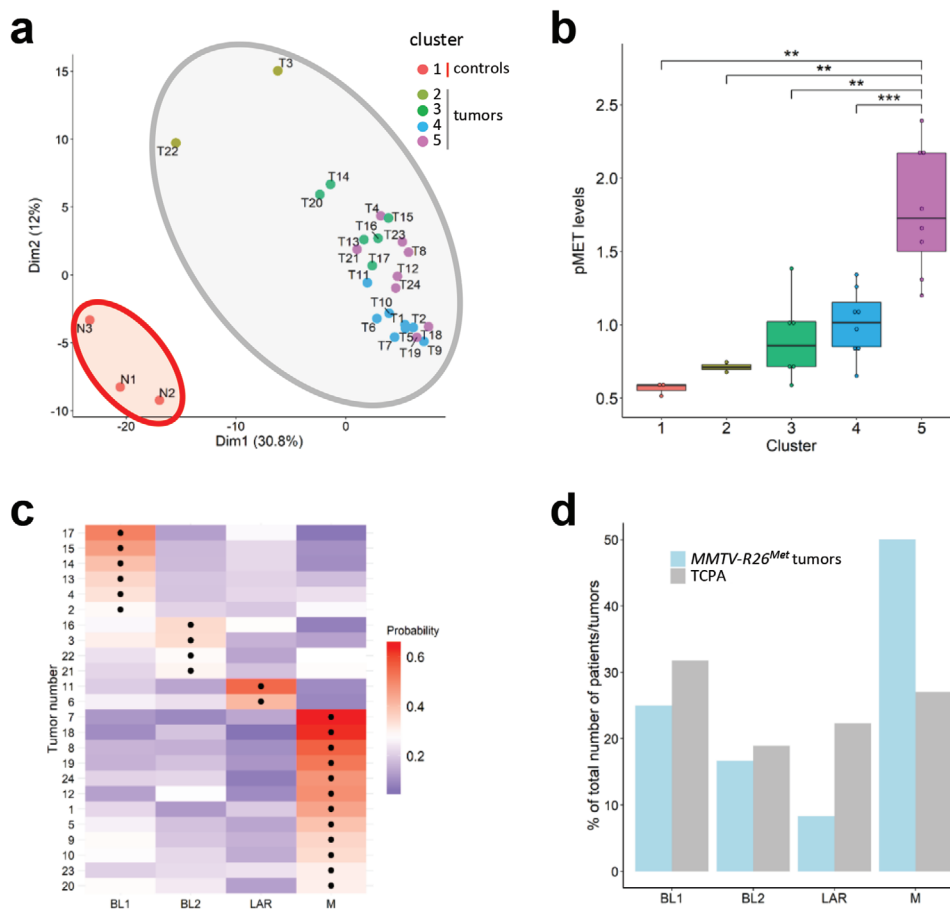 a
cluster
1 controls
2
3
4
5
tumors
T3
T22
T14
T20
T4
T15
T16
T23
T13
T8
T21
T17
T12
T11
T24
T10
T1
T2
T6
T5
T18
T7
T19
T9
N3
N1
N2
15
10
5
0
-5
-10
-20
-10
0
Dim2 (12%)
Dim1 (30.8%)
b
**
**
**
***
2.5
2.0
1.5
1.0
0.5
pMET levels
1 2 3 4 5
Cluster
c
17
15
14
13
4
2
16
3
22
21
11
6
7
18
8
19
24
12
1
5
9
10
23
20
Tumor number
BL1 BL2 LAR M
Probability
0.6
0.4
0.2
d
MMTV-R26Met tumors
TCPA
50
40
30
20
10
0
% of total number of patients/tumors
BL1 BL2 LAR M